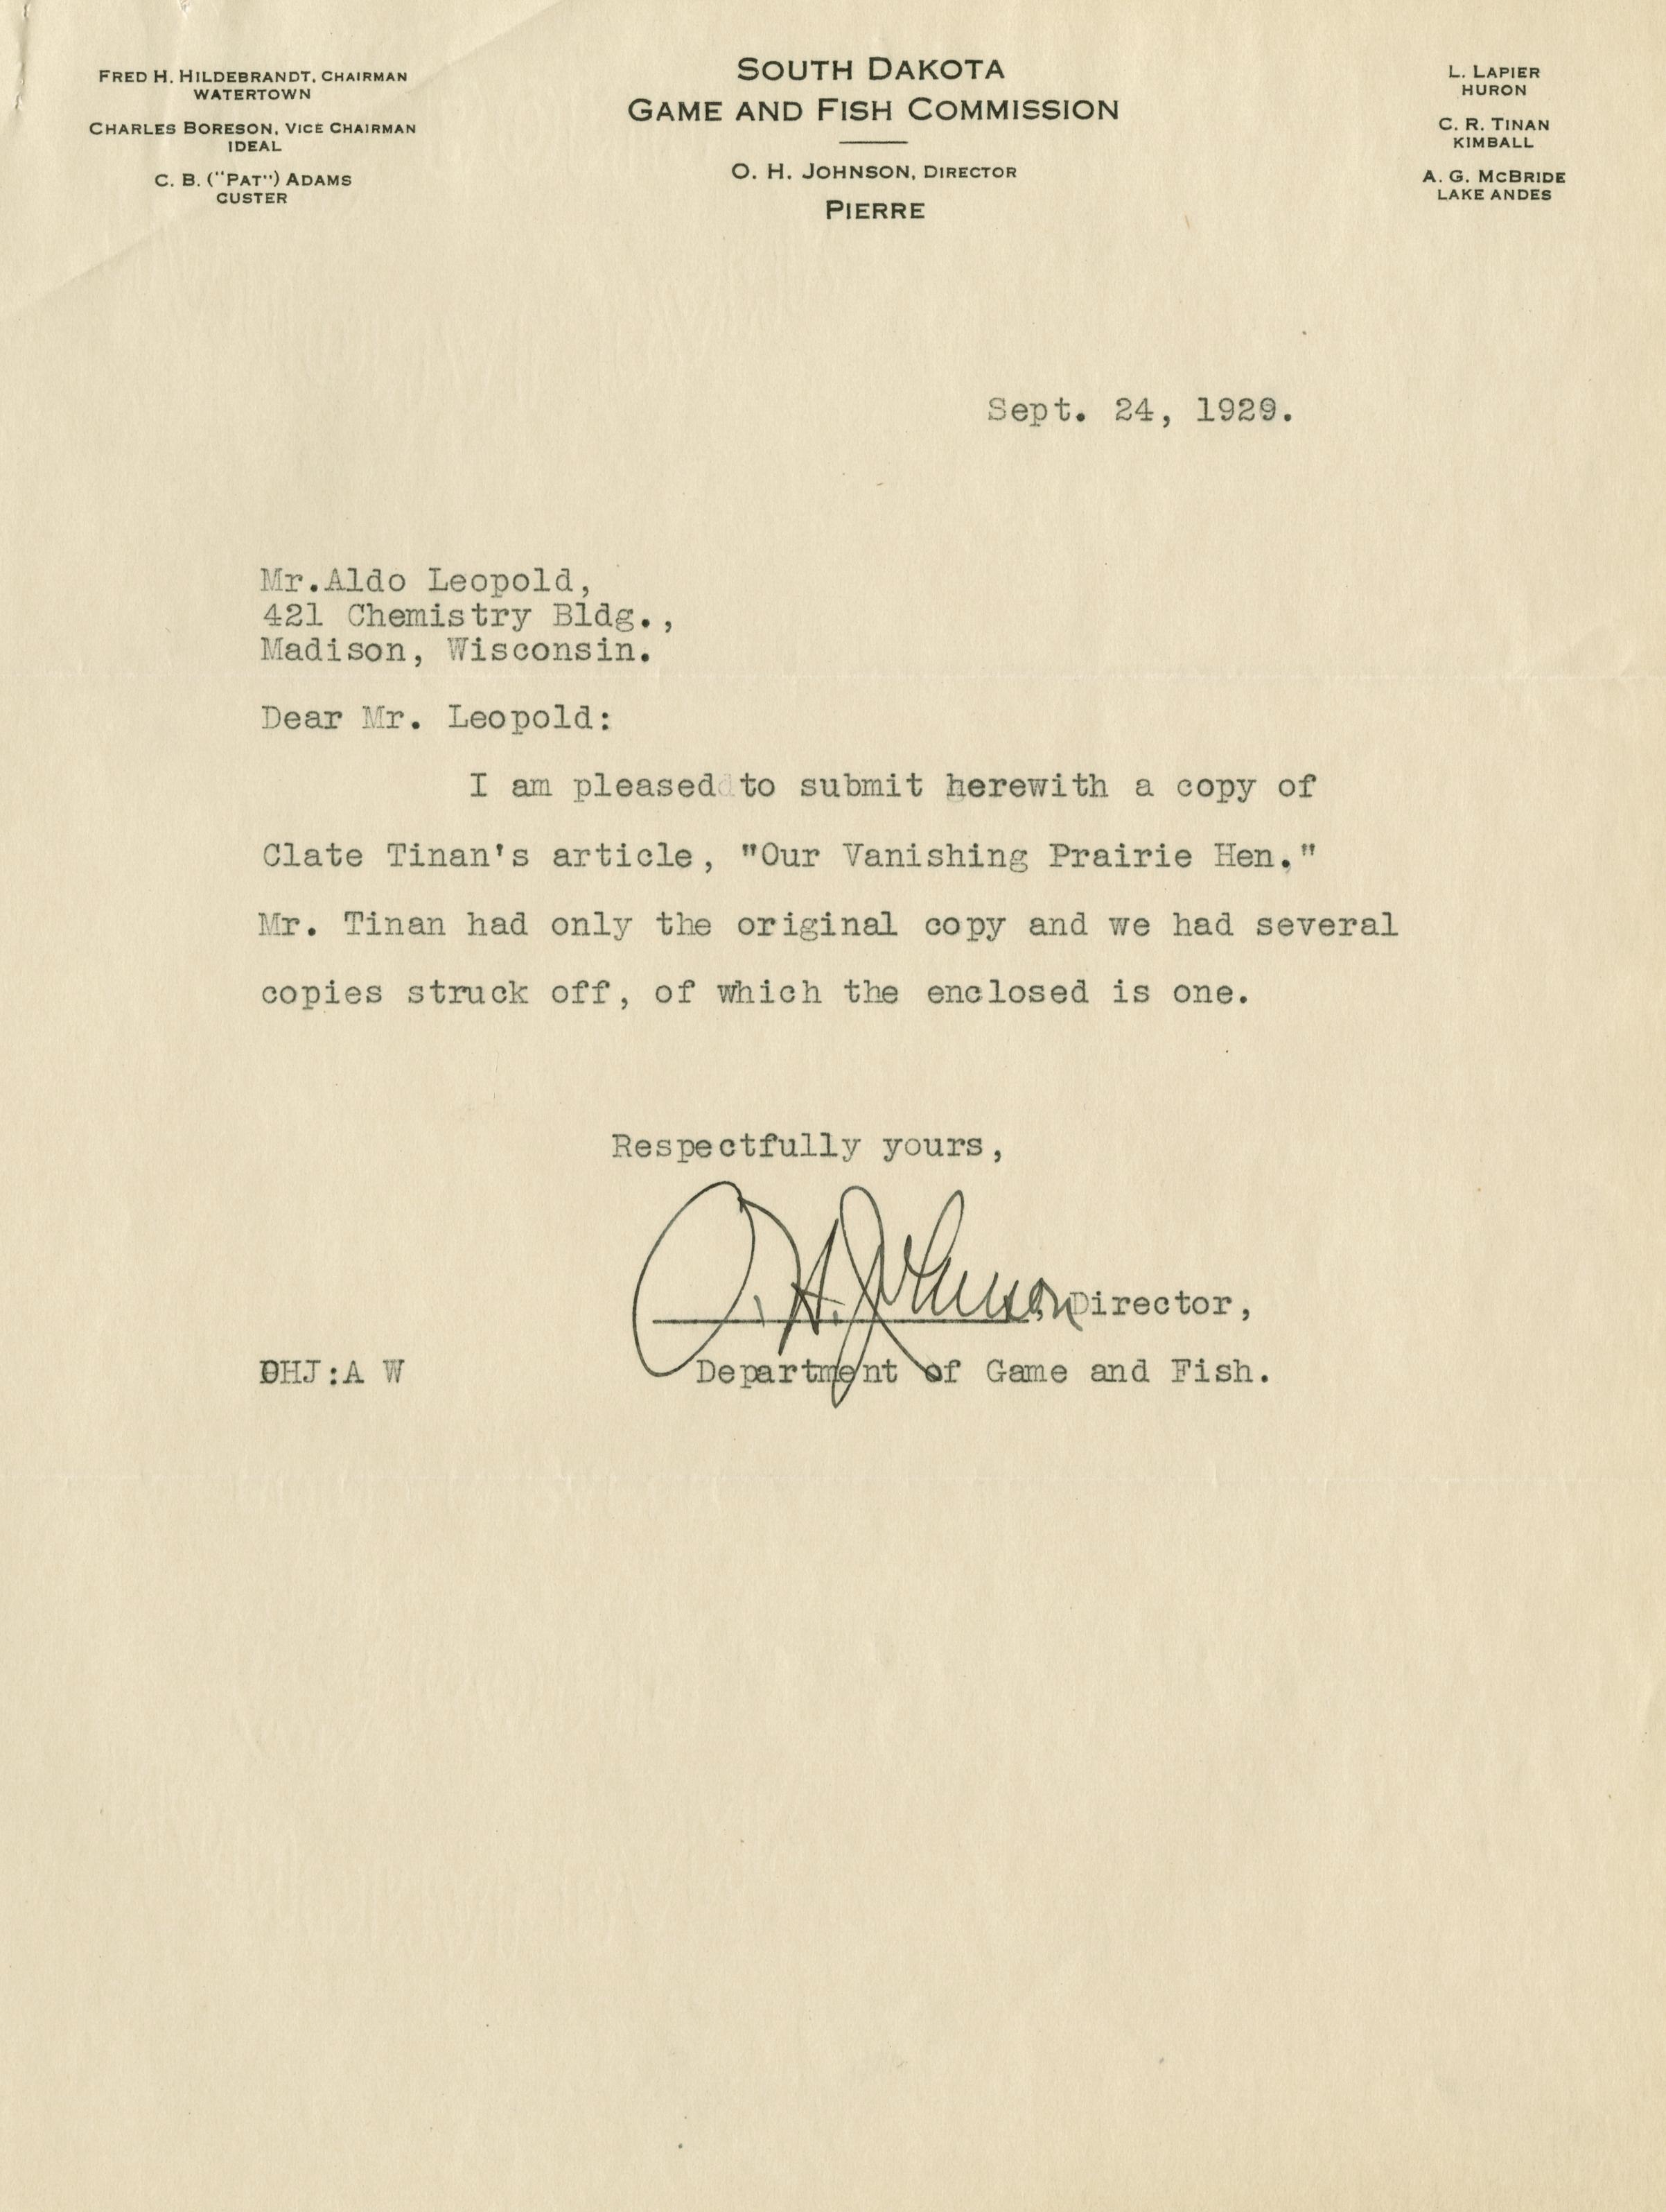 FRED H. HILDEBRANDT, CHAIRMAN
WATERTOWN
CHARLES BORESON, VICE CHAIRMAN
IDEAL
C. B. ("PAT") ADAMS
CUSTER
SOUTH DAKOTA
GAME AND FISH COMMISSION
O. H. JOHNSON, DIRECTOR
PIERRE
L. LAPIER
HURON
C. R. TINAN
KIMBALL
A. G. MCBRIDE
LAKE ANDES
Sept. 24, 1929.
Mr.Aldo Leopold,
421 Chemistry Bldg.,
Madison, Wisconsin.
Dear Mr. Leopold:
I am pleased to submit herewith a copy of
Clate Tinan's article, "Our Vanishing Prairie Hen."
Mr. Tinan had only the original copy and we had several
copies struck off, of which the enclosed is one.
Respectfully yours,
O. H. Johnson, Director,
OHJ:A W Department of Game and Fish.